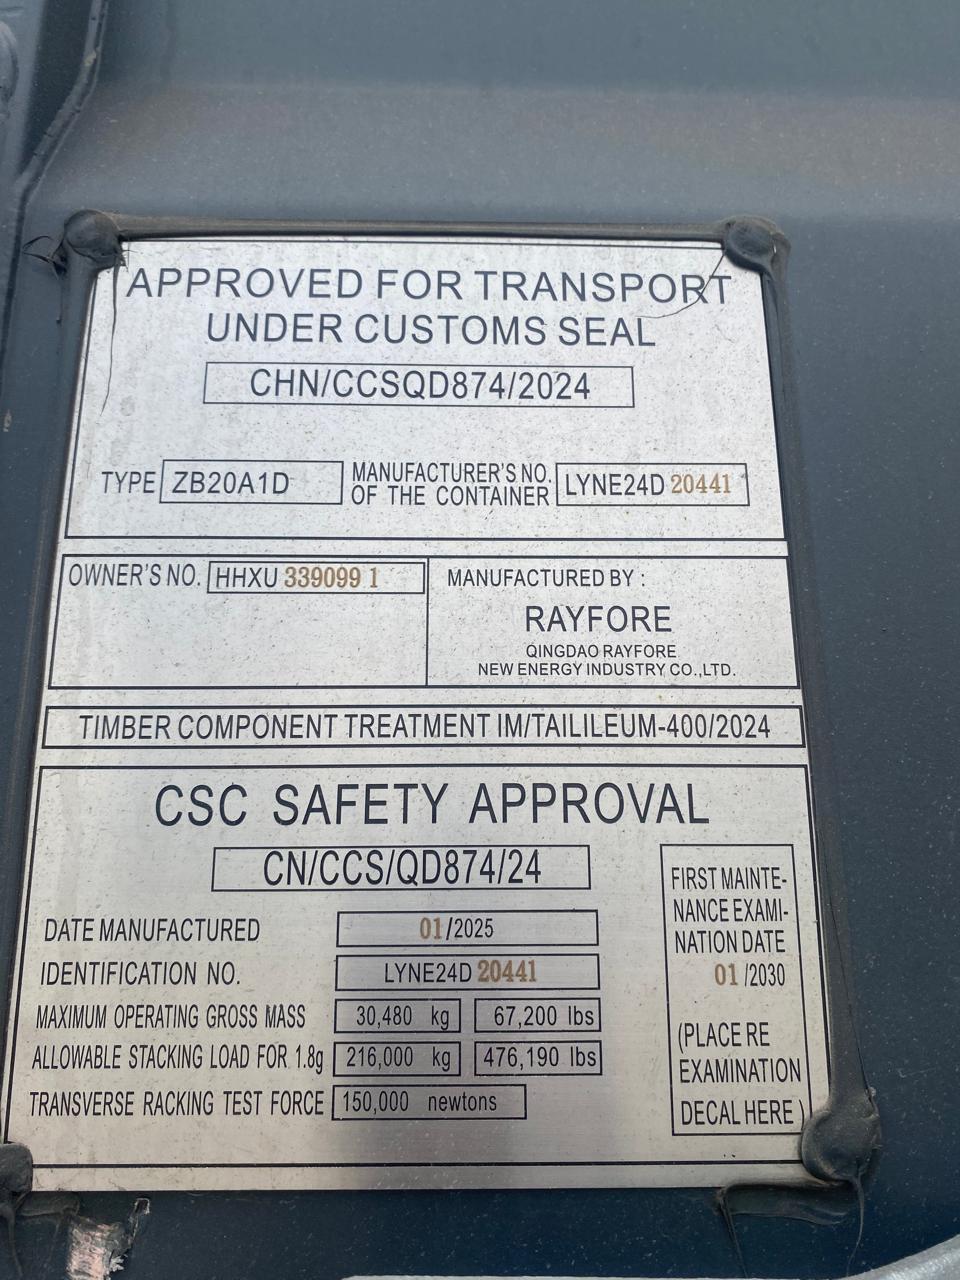 APPROVED FOR TRANSPORT
UNDER CUSTOMS SEAL
CHN/CCSQD874/2024
TYPE ZB20A1D MANUFACTURER'S NO. OF THE CONTAINER LYNE24D 20441
OWNER'S NO. HHXU 339099 1
MANUFACTURED BY :
RAYFORE
QINGDAO RAYFORE
NEW ENERGY INDUSTRY CO.,LTD.
TIMBER COMPONENT TREATMENT IM/TAILILEUM-400/2024
CSC SAFETY APPROVAL
CN/CCS/QD874/24
DATE MANUFACTURED 01/2025
IDENTIFICATION NO. LYNE24D 20441
MAXIMUM OPERATING GROSS MASS 30,480 kg 67,200 lbs
ALLOWABLE STACKING LOAD FOR 1.8g 216,000 kg 476,190 lbs
TRANSVERSE RACKING TEST FORCE 150,000 newtons
FIRST MAINTE-
NANCE EXAMI-
NATION DATE
01 /2030
(PLACE RE
EXAMINATION
DECAL HERE )